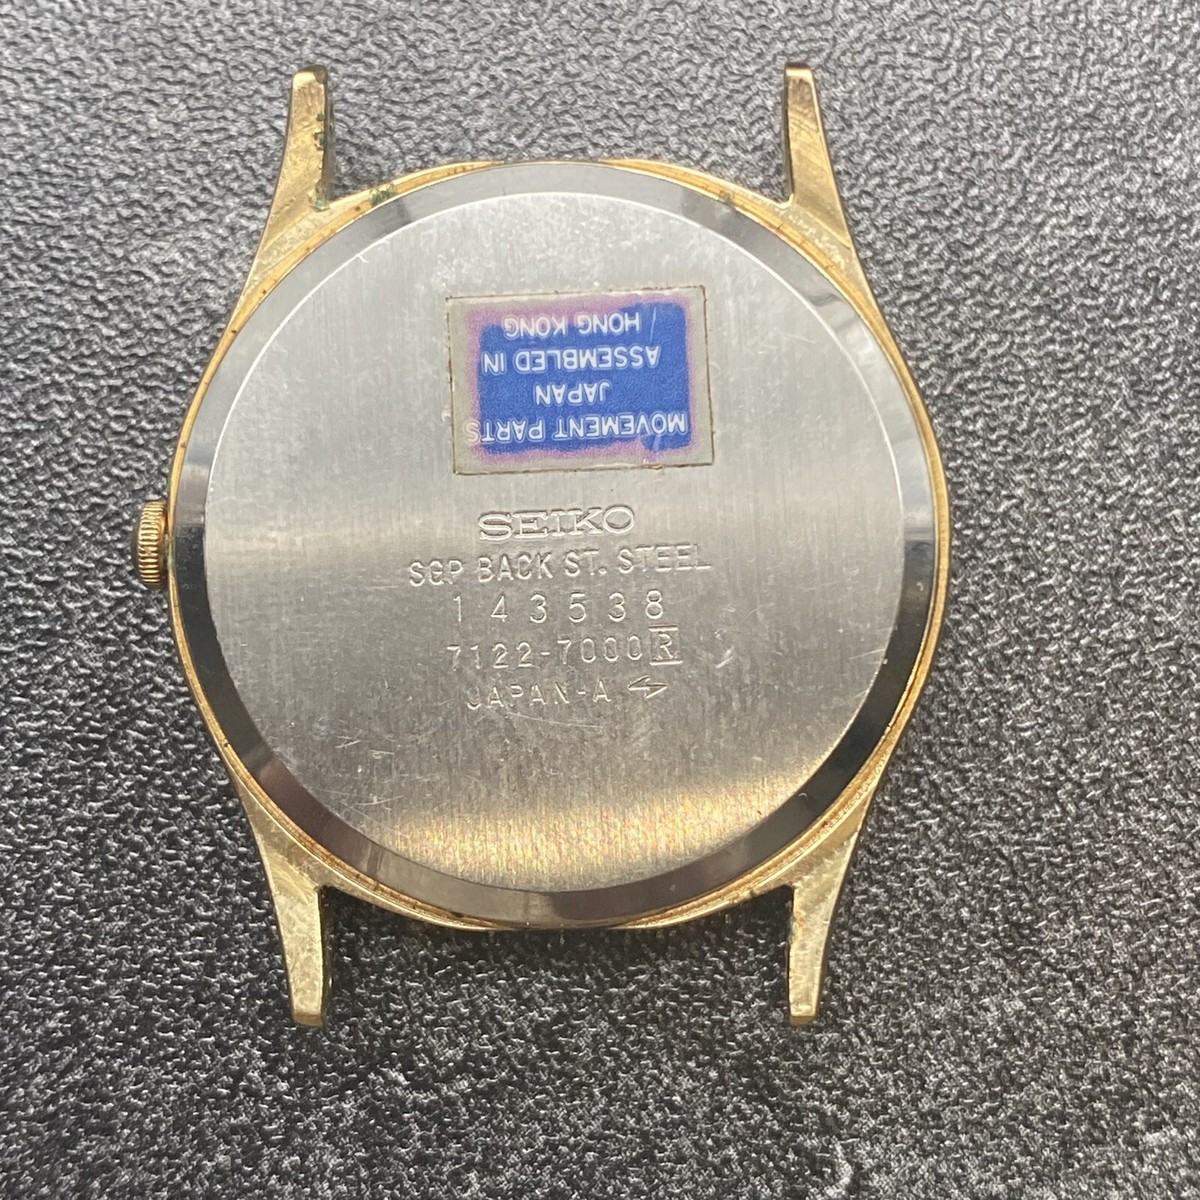 MOVEMENT PARTS
JAPAN
ASSEMBLED IN
HONG KONG
SEIKO
SGP BACK ST. STEEL
143538
7122-7000 R
JAPAN-A